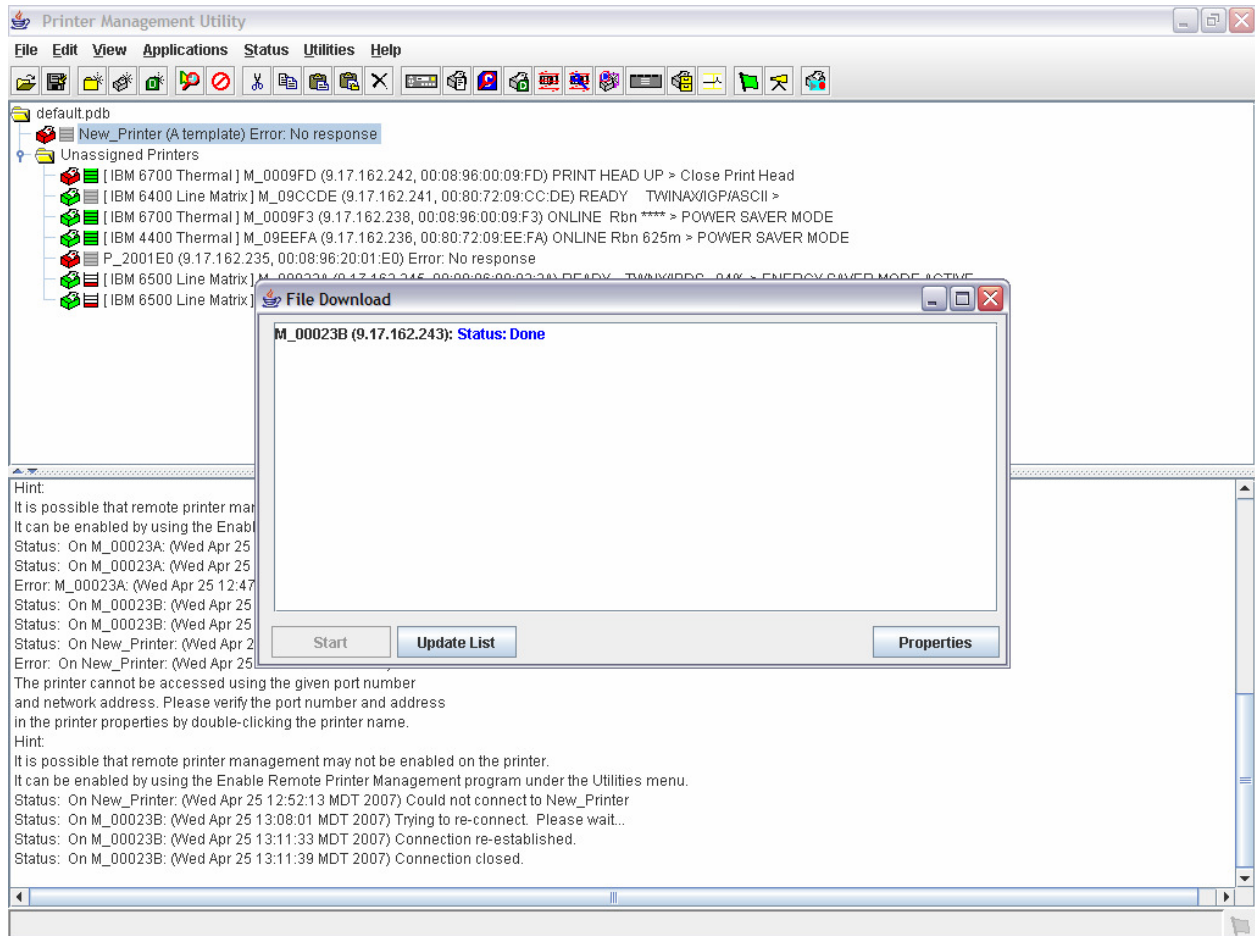 Printer Management Utility
File Edit View Applications Status Utilities Help
default.pdb
New_Printer (A template) Error: No response
Unassigned Printers
[ IBM 6700 Thermal ] M_0009FD (9.17.162.242, 00:08:96:00:09:FD) PRINT HEAD UP > Close Print Head
[ IBM 6400 Line Matrix ] M_09CCDE (9.17.162.241, 00:80:72:09:CC:DE) READY TWINAX/IGP/ASCII >
[ IBM 6700 Thermal ] M_0009F3 (9.17.162.238, 00:08:96:00:09:F3) ONLINE Rbn **** > POWER SAVER MODE
[ IBM 4400 Thermal ] M_09EEFA (9.17.162.236, 00:80:72:09:EE:FA) ONLINE Rbn 625m > POWER SAVER MODE
P_2001E0 (9.17.162.235, 00:08:96:20:01:E0) Error: No response
[ IBM 6500 Line Matrix ]
[ IBM 6500 Line Matrix ]
File Download
M_00023B (9.17.162.243): Status: Done
Start Update List Properties
Hint:
It is possible that remote printer
It can be enabled by using the
Status: On M_00023A: (Wed Apr 25
Status: On M_00023A: (Wed Apr 25
Error: M_00023A: (Wed Apr 25 12:47
Status: On M_00023B: (Wed Apr 25
Status: On M_00023B: (Wed Apr 25
Status: On New_Printer: (Wed Apr 2
Error: On New_Printer: (Wed Apr 25
The printer cannot be accessed using the given port number
and network address. Please verify the port number and address
in the printer properties by double-clicking the printer name.
Hint:
It is possible that remote printer management may not be enabled on the printer.
It can be enabled by using the Enable Remote Printer Management program under the Utilities menu.
Status: On New_Printer: (Wed Apr 25 12:52:13 MDT 2007) Could not connect to New_Printer
Status: On M_00023B: (Wed Apr 25 13:08:01 MDT 2007) Trying to re-connect. Please wait...
Status: On M_00023B: (Wed Apr 25 13:11:33 MDT 2007) Connection re-established.
Status: On M_00023B: (Wed Apr 25 13:11:39 MDT 2007) Connection closed.